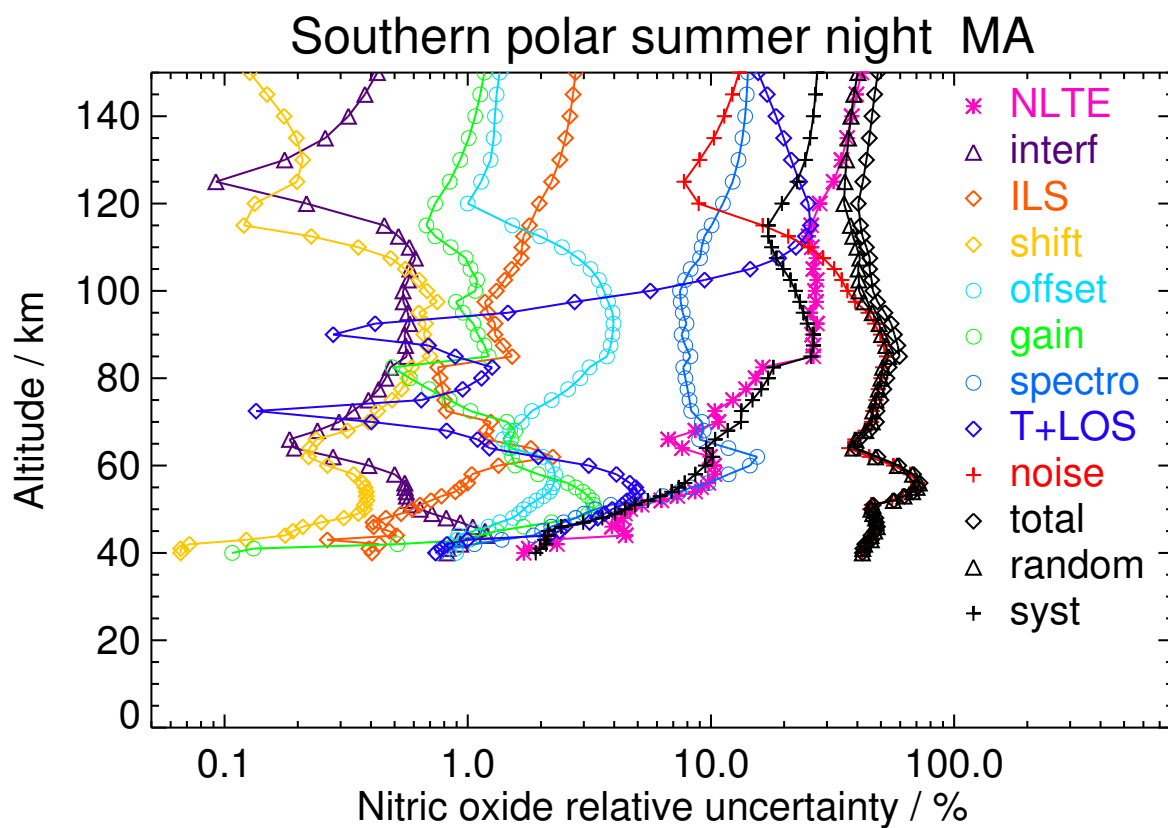 Southern polar summer night MA
Altitude / km
140
120
100
80
60
40
20
0
0.1
1.0
10.0
100.0
Nitric oxide relative uncertainty / %
NLTE
interf
ILS
shift
offset
gain
spectro
T+LOS
noise
total
random
syst